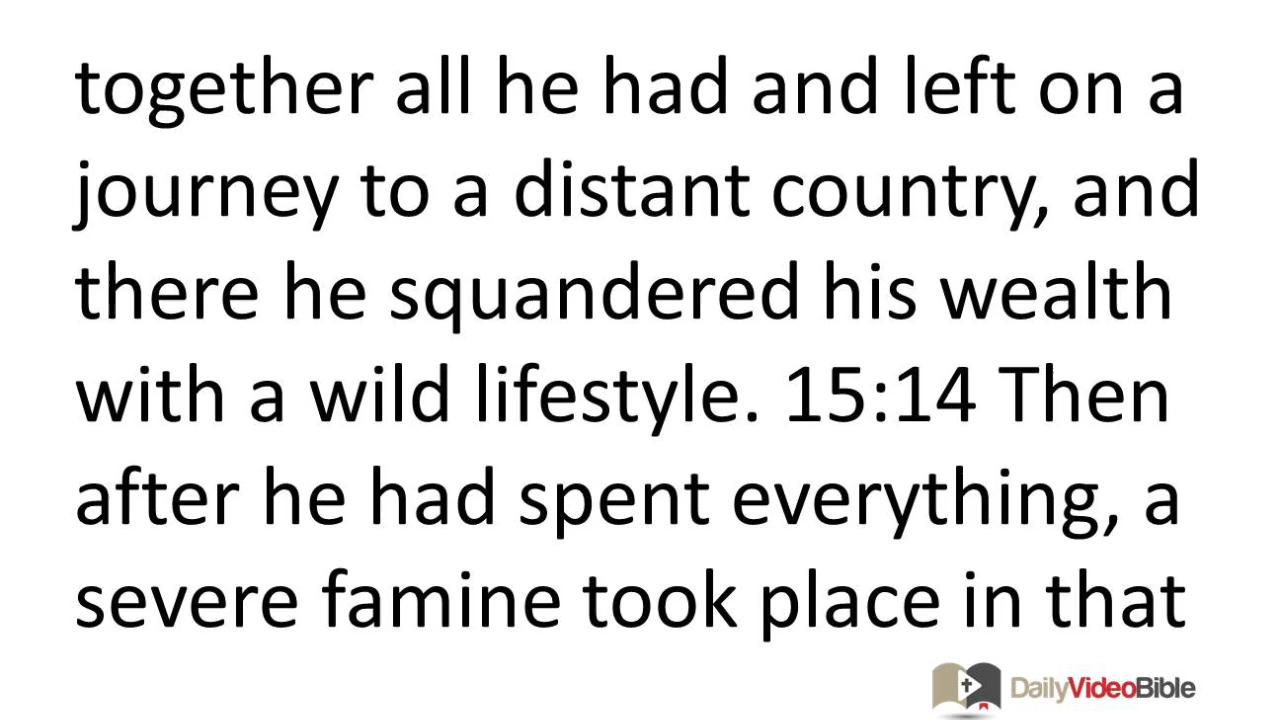 together all he had and left on a
journey to a distant country, and
there he squandered his wealth
with a wild lifestyle. 15:14 Then
after he had spent everything, a
severe famine took place in that
DailyVideoBible